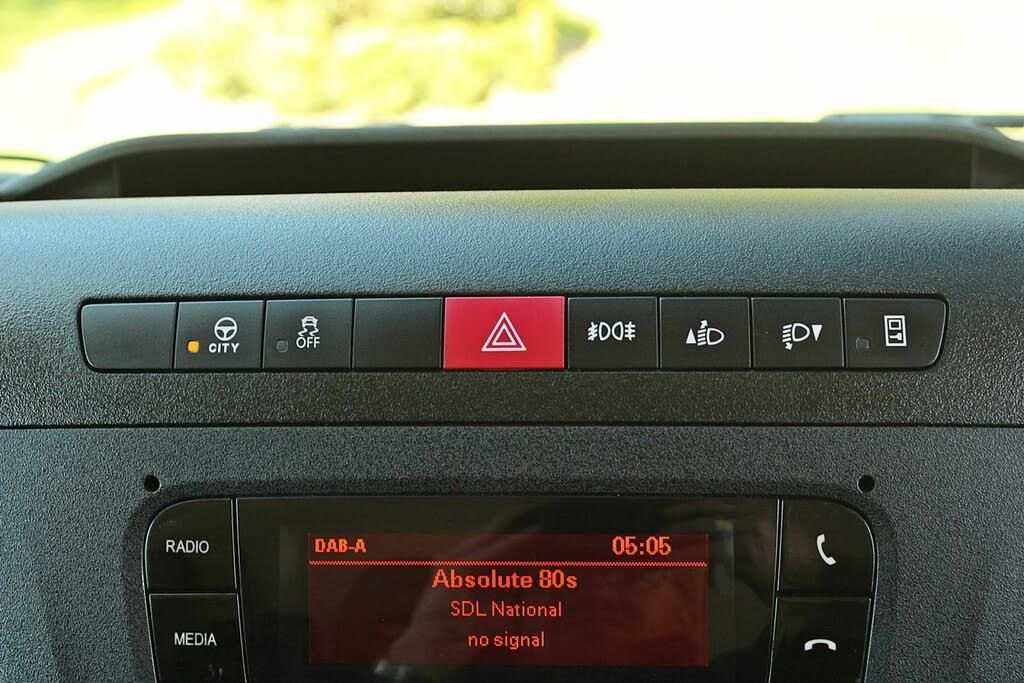 CITY
OFF
RADIO
DAB-A 05:05
Absolute 80s
SDL National
no signal
MEDIA